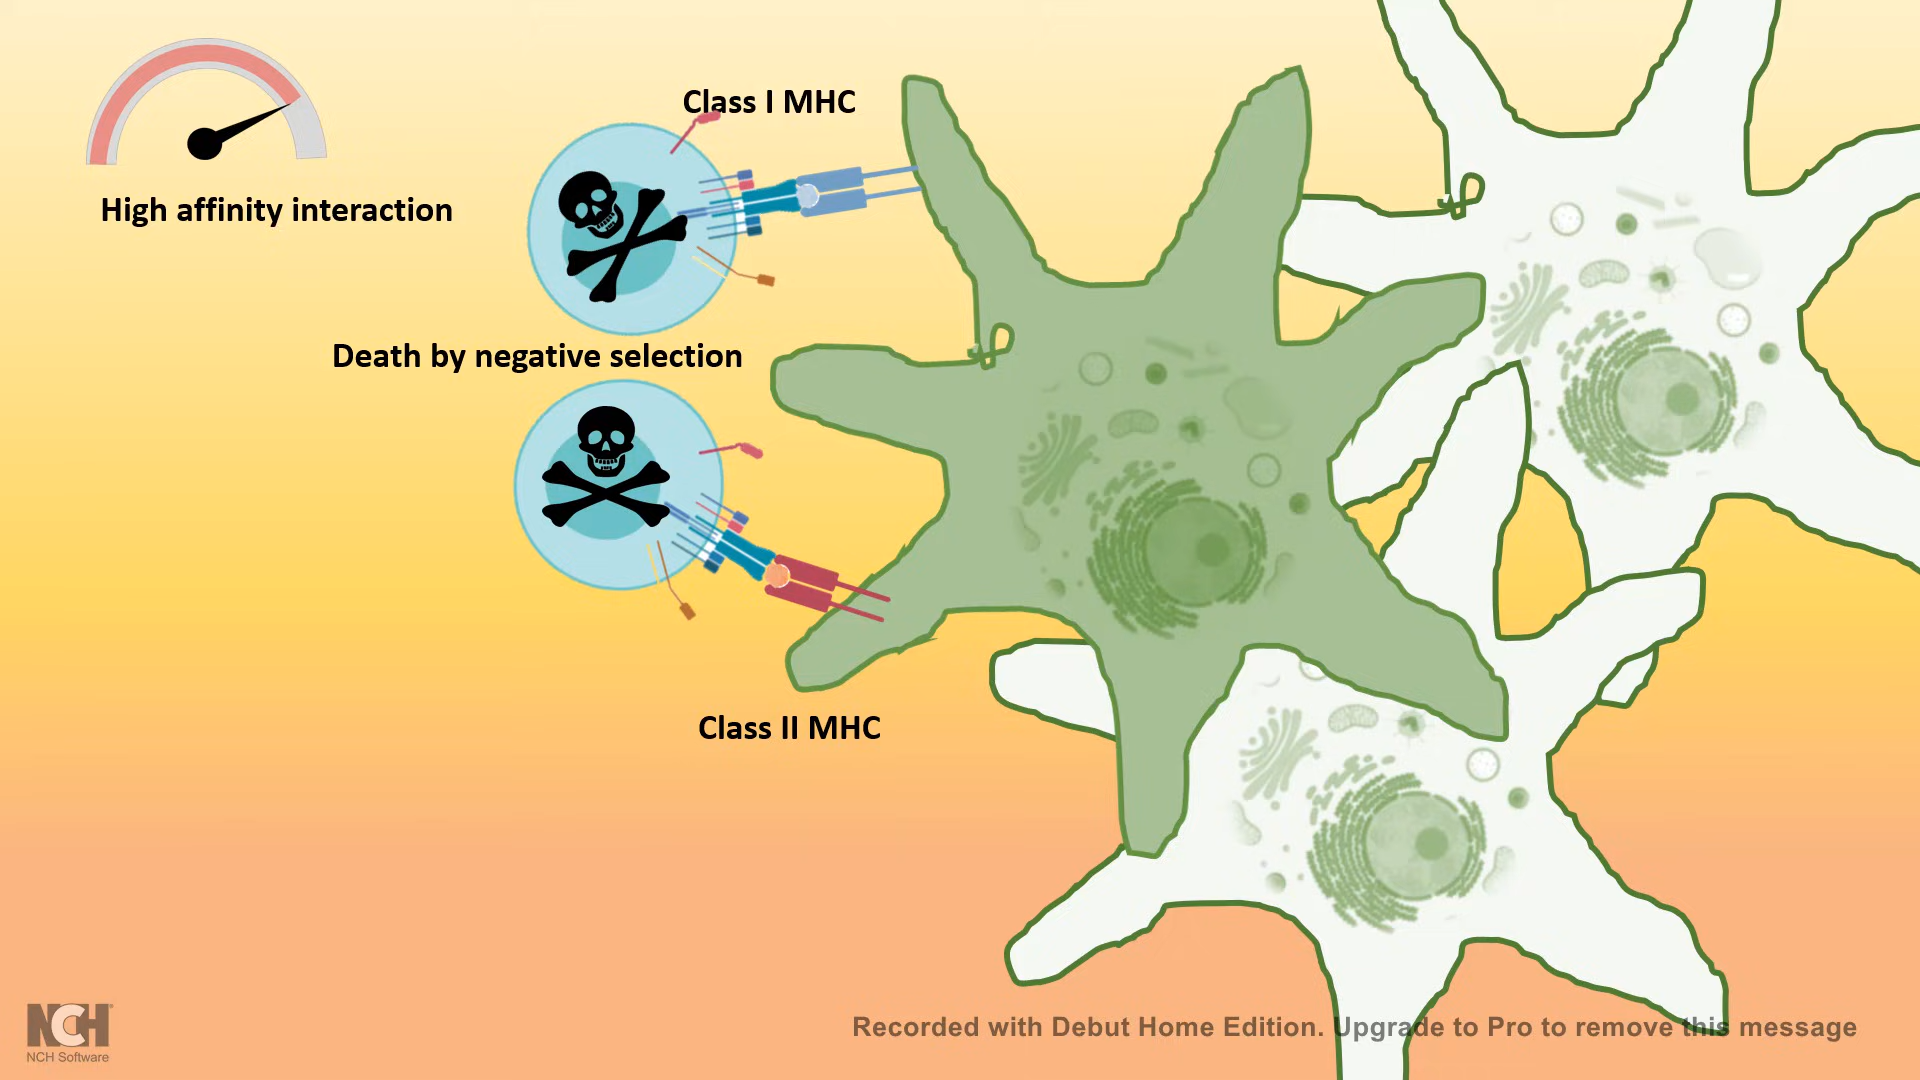 Class I MHC
High affinity interaction
Death by negative selection
Class II MHC
NCH
NCH Software
Recorded with Debut Home Edition. Upgrade to Pro to remove this message